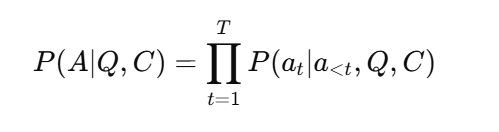 P(A|Q, C) = ∏_{t=1}^{T} P(a_t|a_{<t}, Q, C)